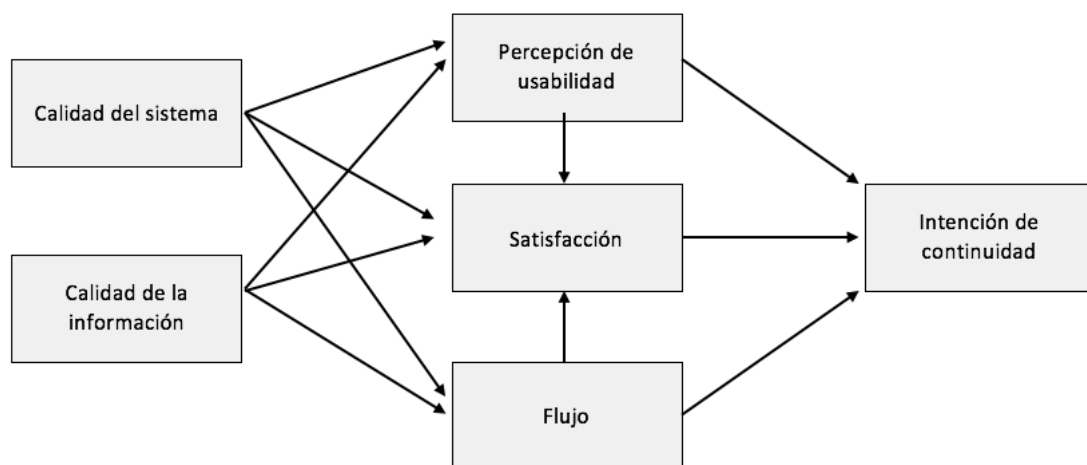 Percepción de
usabilidad
Calidad del sistema
Satisfacción
Intención de
continuidad
Calidad de la
información
Flujo